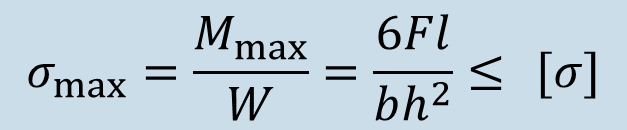 σ_max = M_max / W = 6Fl / bh² ≤ [σ]